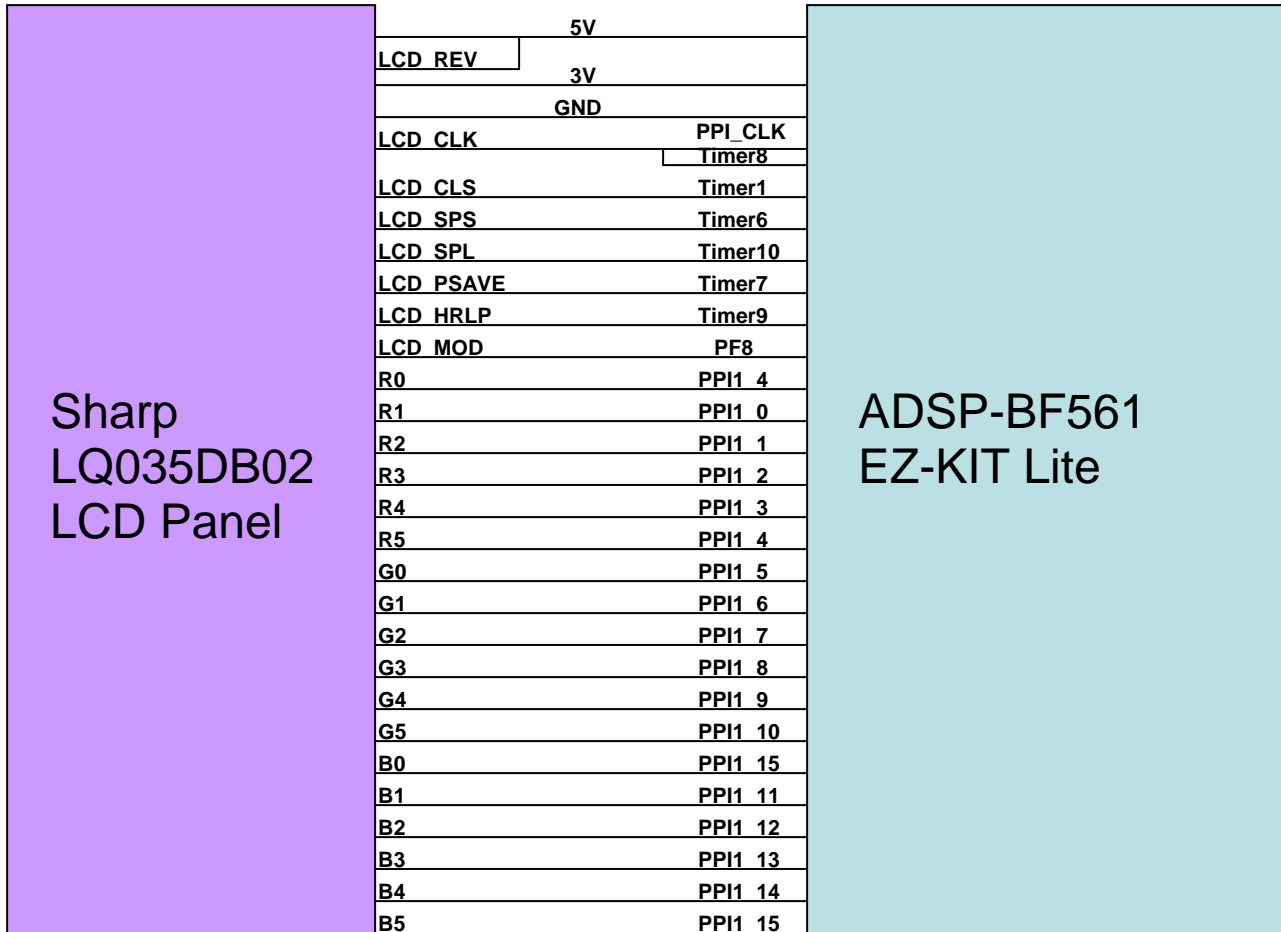 5V
LCD_REV
3V
GND
LCD_CLK PPI_CLK
Timer8
LCD_CLS Timer1
LCD_SPS Timer6
LCD_SPL Timer10
LCD_PSAVE Timer7
LCD_HRLP Timer9
LCD_MOD PF8
R0 PPI1_4
R1 PPI1_0
R2 PPI1_1
R3 PPI1_2
R4 PPI1_3
R5 PPI1_4
G0 PPI1_5
G1 PPI1_6
G2 PPI1_7
G3 PPI1_8
G4 PPI1_9
G5 PPI1_10
B0 PPI1_15
B1 PPI1_11
B2 PPI1_12
B3 PPI1_13
B4 PPI1_14
B5 PPI1_15
Sharp
LQ035DB02
LCD Panel
ADSP-BF561
EZ-KIT Lite